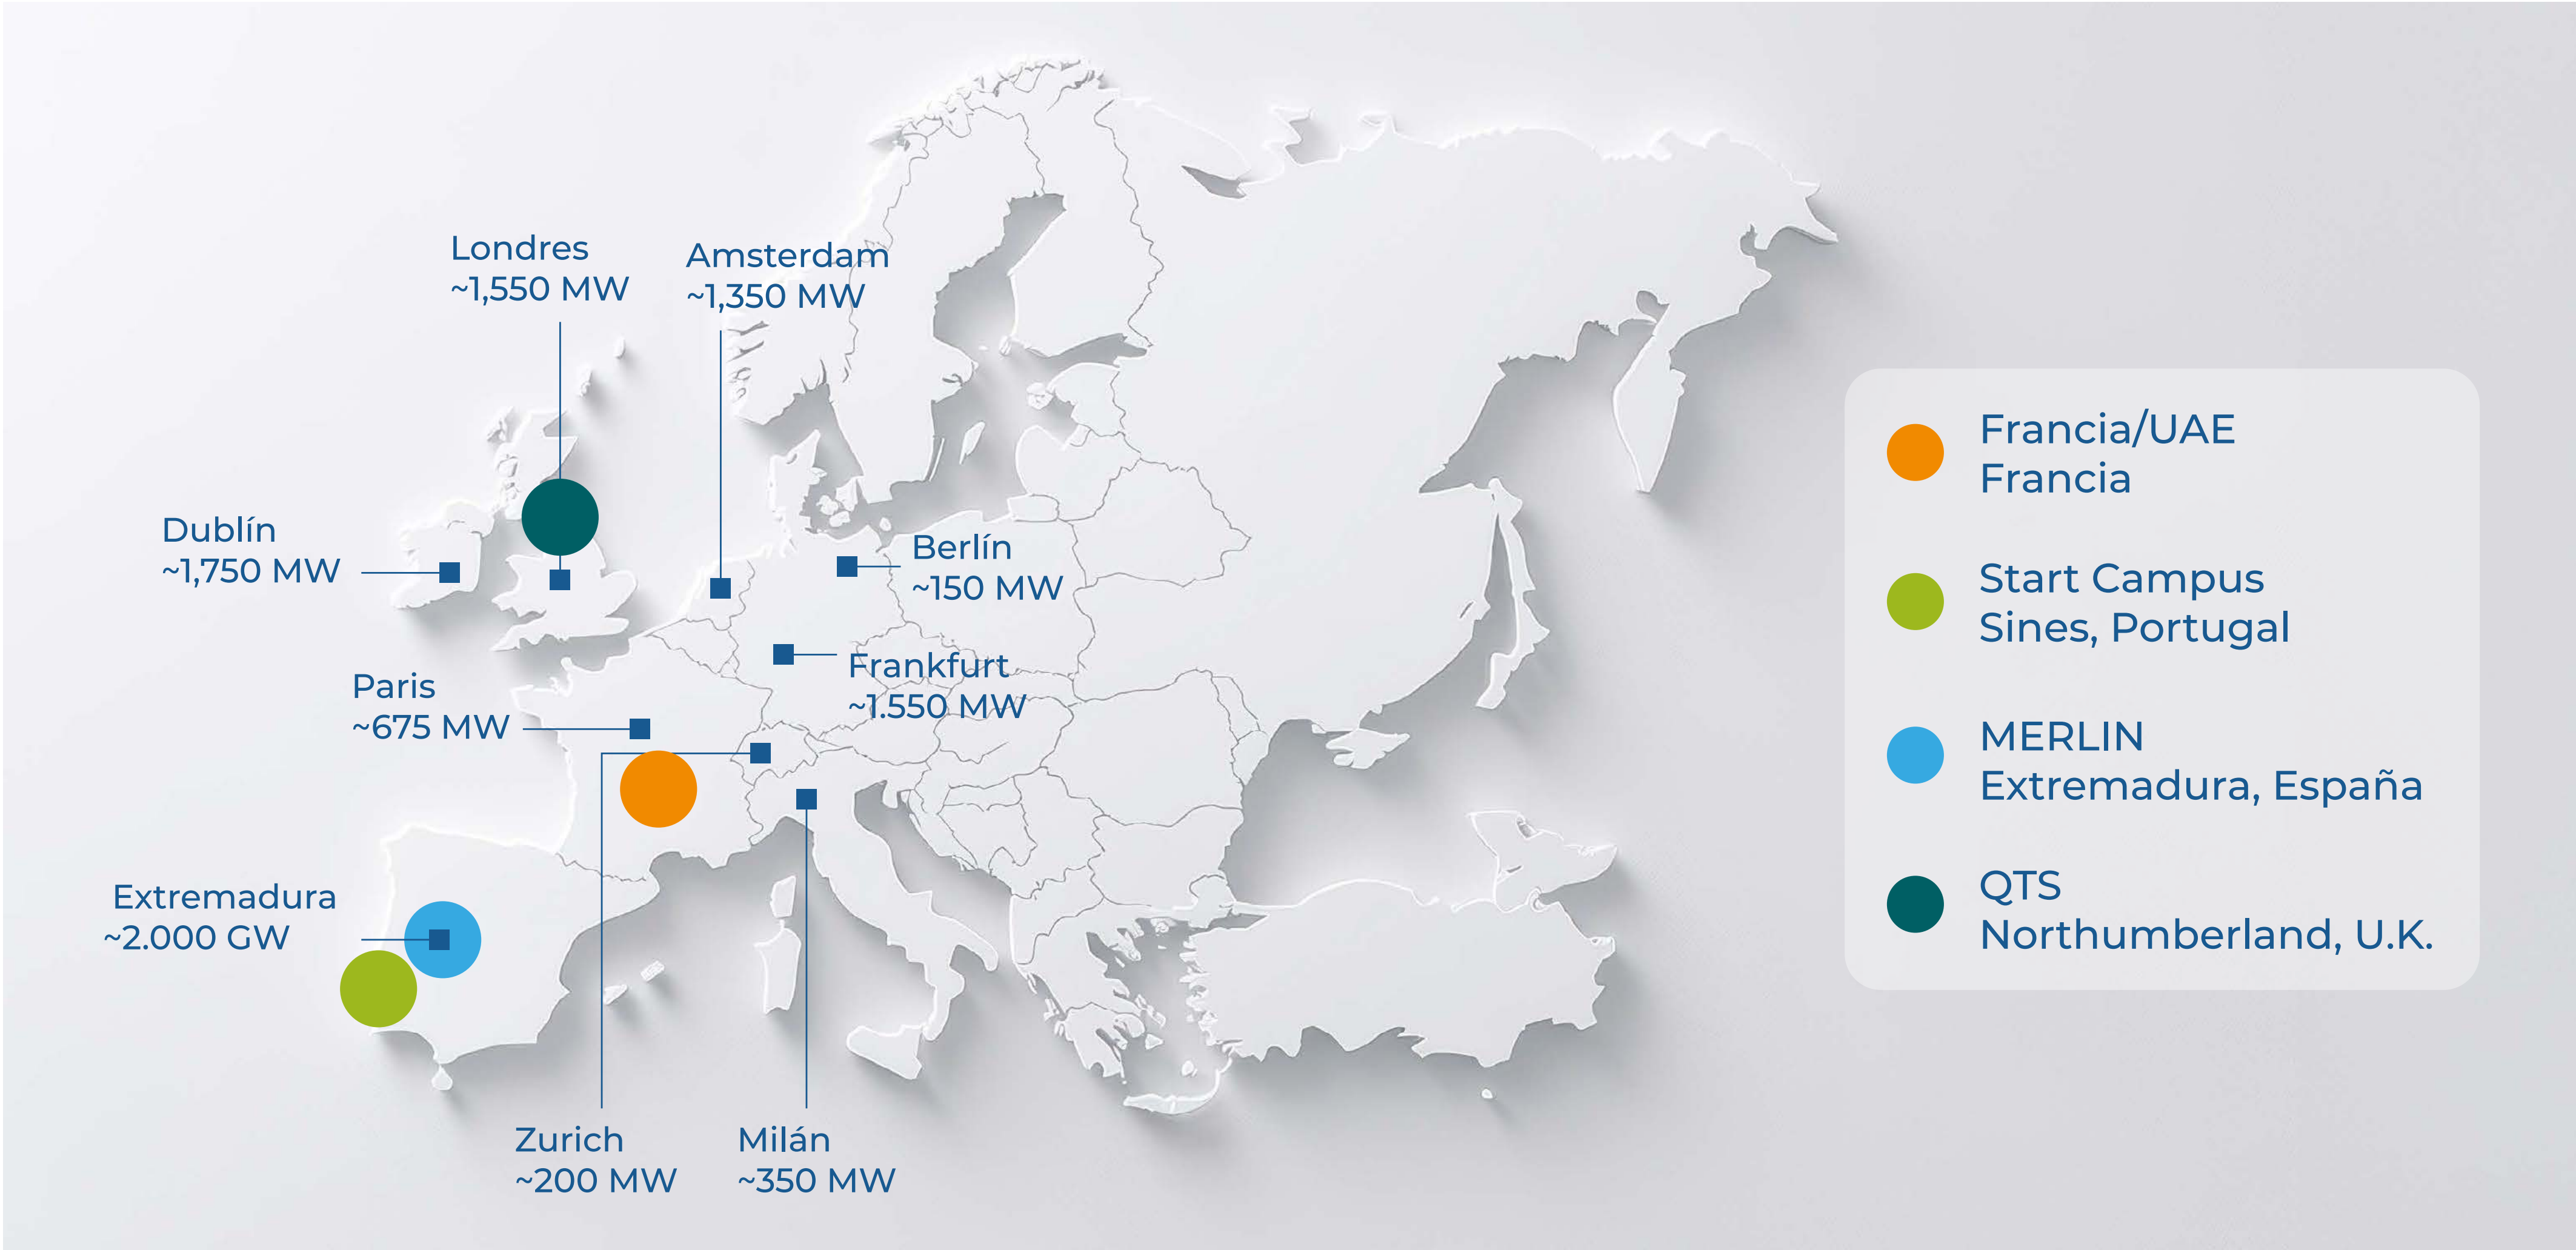 Londres
~1,550 MW
Amsterdam
~1,350 MW
Dublín
~1,750 MW
Berlín
~150 MW
Frankfurt
~1.550 MW
Paris
~675 MW
Extremadura
~2.000 GW
Zurich
~200 MW
Milán
~350 MW
Francia/UAE
Francia
Start Campus
Sines, Portugal
MERLIN
Extremadura, España
QTS
Northumberland, U.K.